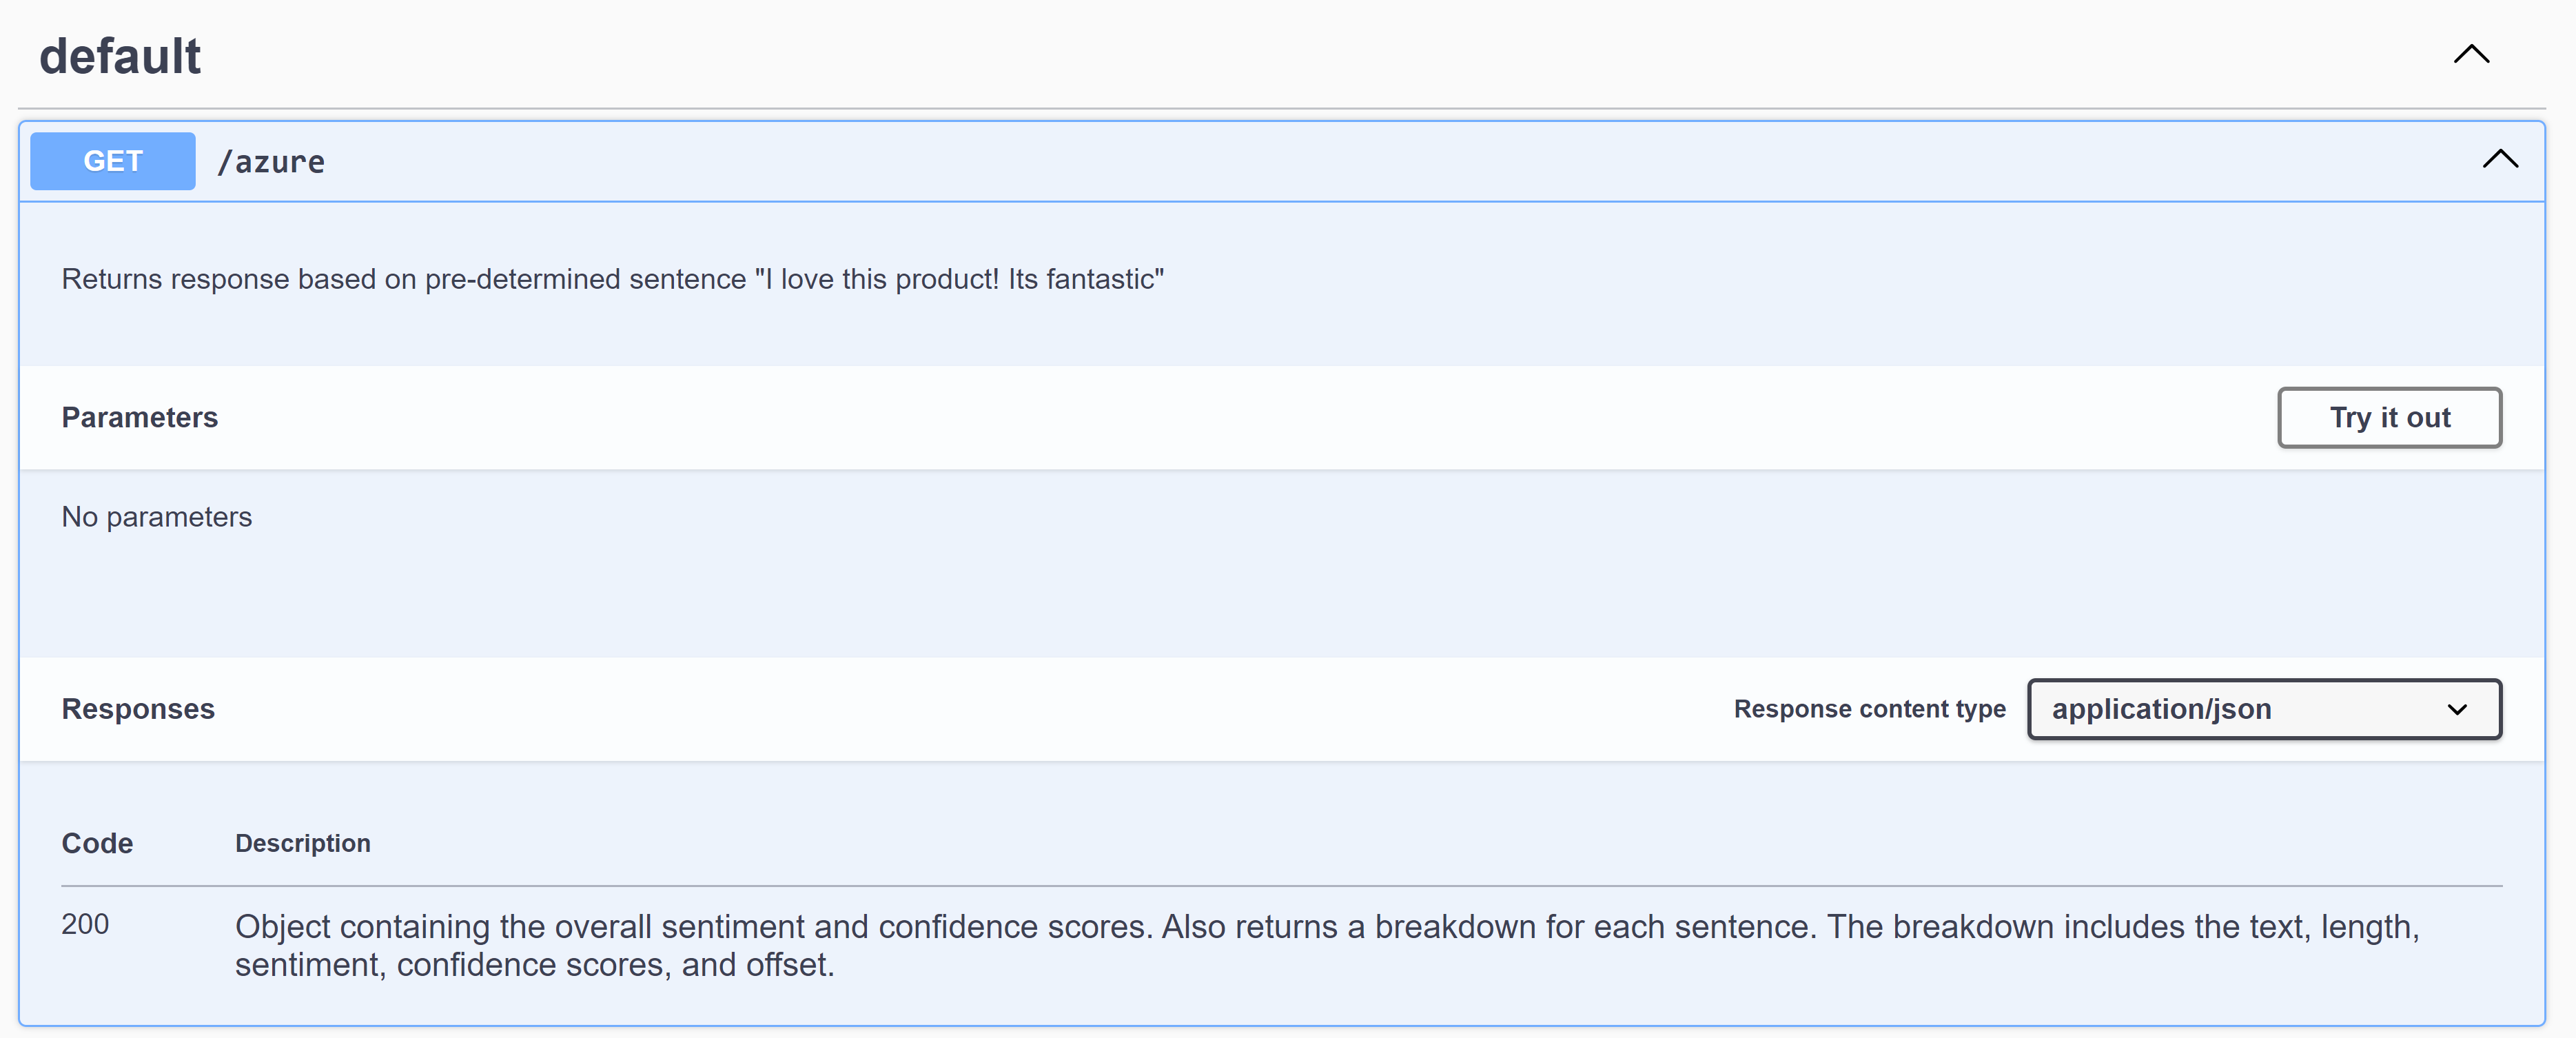 default
GET /azure
Returns response based on pre-determined sentence "I love this product! Its fantastic"
Parameters
Try it out
No parameters
Responses
Response content type
application/json
Code Description
200 Object containing the overall sentiment and confidence scores. Also returns a breakdown for each sentence. The breakdown includes the text, length,
sentiment, confidence scores, and offset.